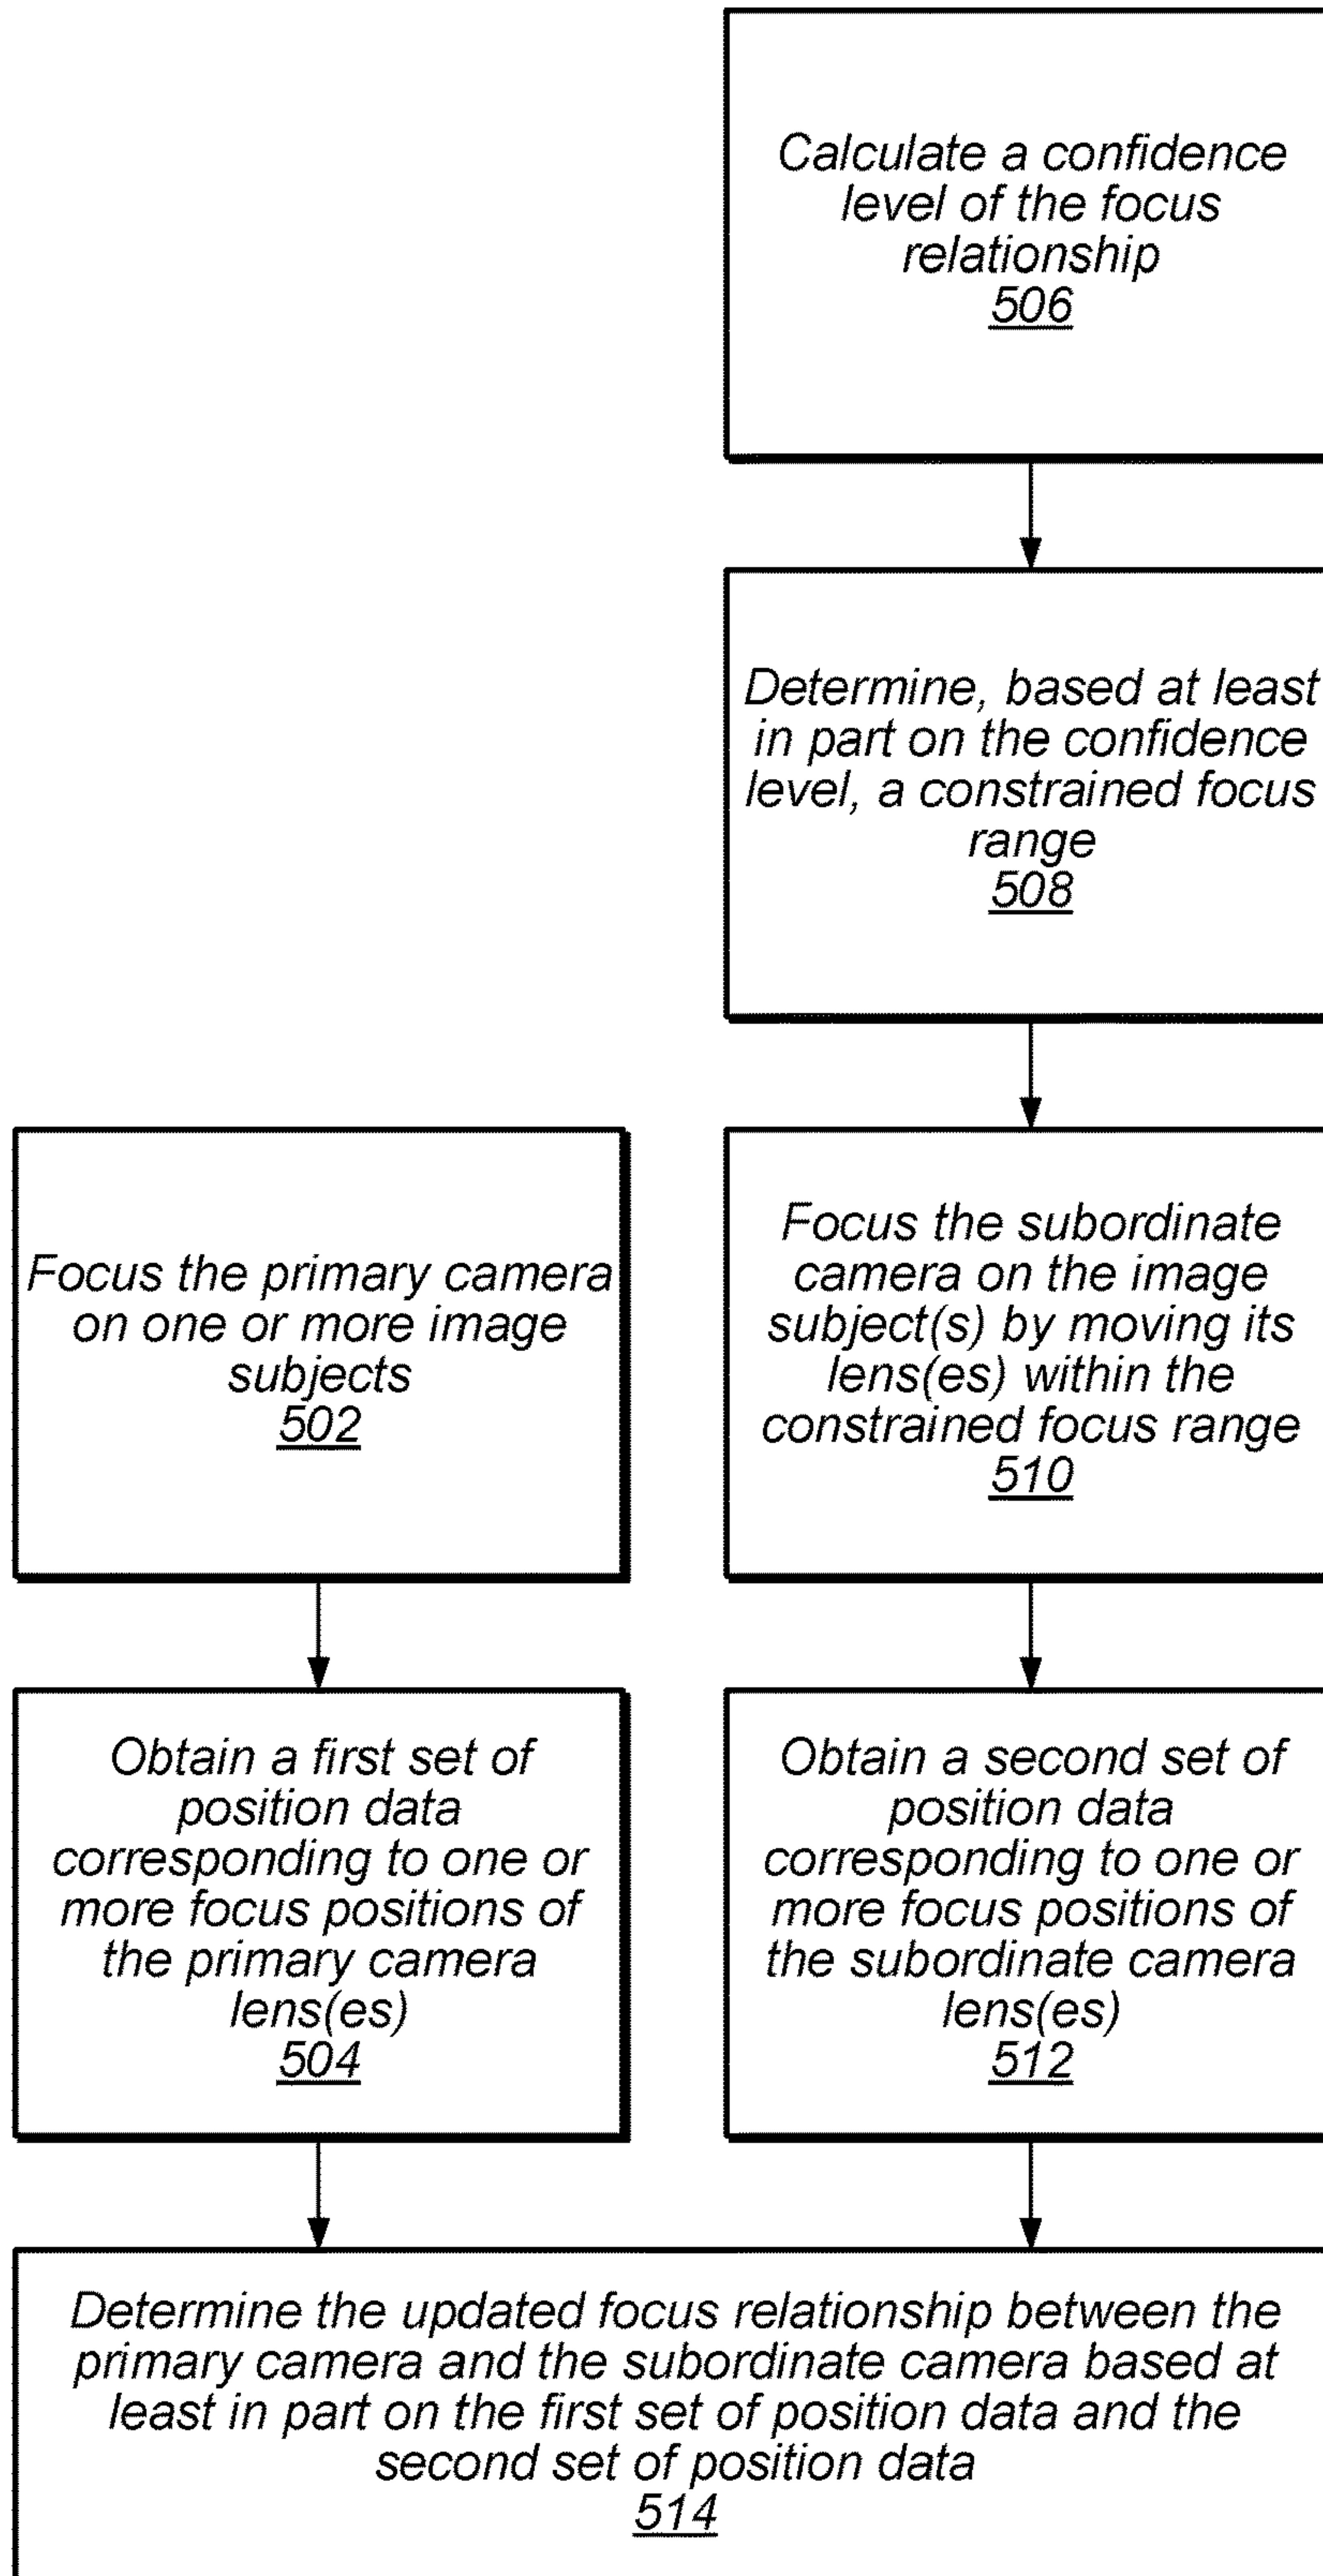 Calculate a confidence
level of the focus
relationship
506
Determine, based at least
in part on the confidence
level, a constrained focus
range
508
Focus the primary camera
on one or more image
subjects
502
Focus the subordinate
camera on the image
subject(s) by moving its
lens(es) within the
constrained focus range
510
Obtain a first set of
position data
corresponding to one or
more focus positions of
the primary camera
lens(es)
504
Obtain a second set of
position data
corresponding to one or
more focus positions of
the subordinate camera
lens(es)
512
Determine the updated focus relationship between the
primary camera and the subordinate camera based at
least in part on the first set of position data and the
second set of position data
514